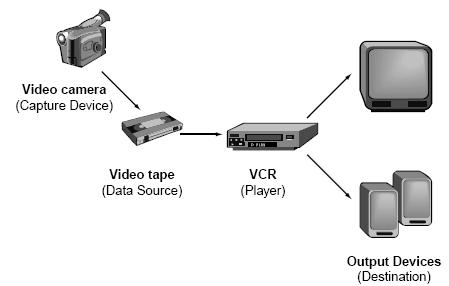 Video camera
(Capture Device)
Video tape
(Data Source)
VCR
(Player)
Output Devices
(Destination)